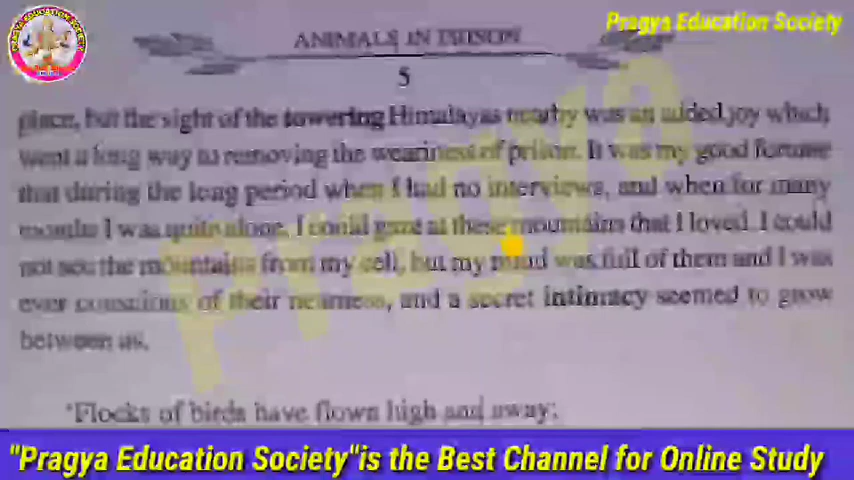 PRAGYA EDUCATION SOCIETY
Pragya Education Society
ANIMALS IN PRISON
5
place, but the sight of the towering Himalayas nearby was an added joy which
went a long way to removing the weariness of prison. It was my good fortune
that during the long period when I had no interviews, and when for many
months I was quite alone, I could gaze at these mountains that I loved. I could
not see the mountains from my cell, but my mind was full of them and I was
ever conscious of their nearness, and a secret intimacy seemed to grow
between us.
Pragya
'Flocks of birds have flown high and away;
"Pragya Education Society"is the Best Channel for Online Study